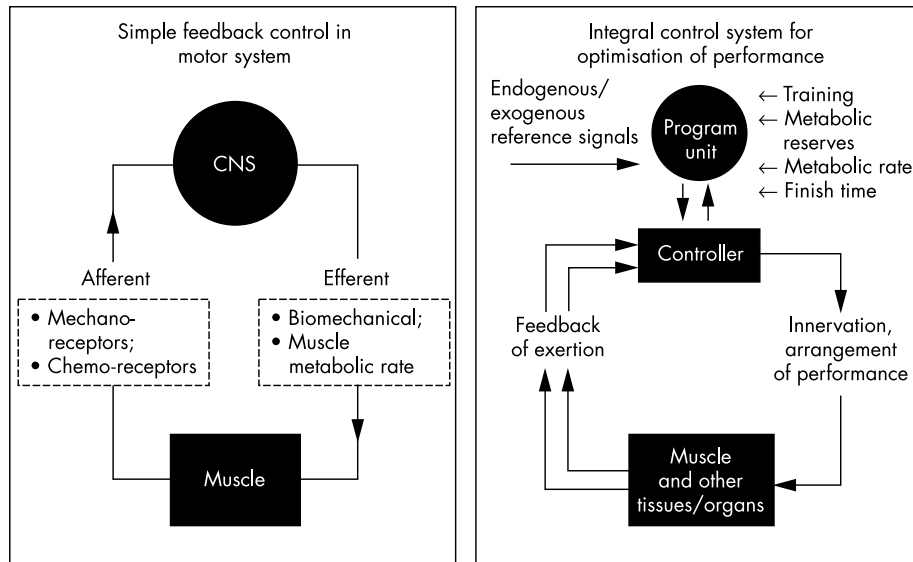 Simple feedback control in
motor system
CNS
Afferent
Efferent
• Mechano-
receptors;
• Chemo-receptors
• Biomechanical;
• Muscle
metabolic rate
Muscle
Integral control system for
optimisation of performance
Endogenous/
exogenous
reference signals
Program
unit
← Training
← Metabolic
reserves
← Metabolic rate
← Finish time
Controller
Feedback
of exertion
Innervation,
arrangement
of performance
Muscle
and other
tissues/organs